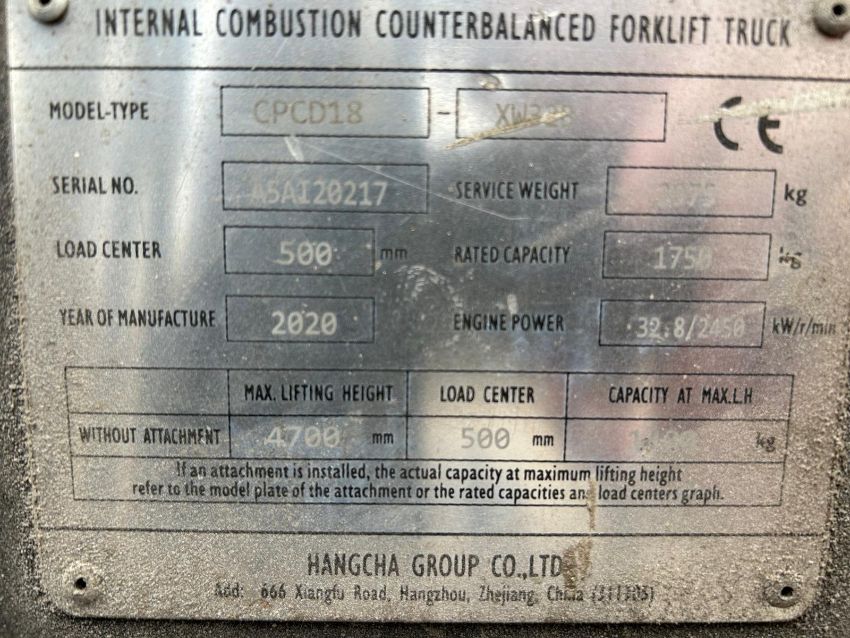 INTERNAL COMBUSTION COUNTERBALANCED FORKLIFT TRUCK
MODEL-TYPE CPCD18 - CE
SERIAL NO. A5AI20217 SERVICE WEIGHT kg
LOAD CENTER 500 mm RATED CAPACITY 1750 kg
YEAR OF MANUFACTURE 2020 ENGINE POWER 32.8/2450 kW/r/min
MAX. LIFTING HEIGHT LOAD CENTER CAPACITY AT MAX.L.H
WITHOUT ATTACHMENT 4700 mm 500 mm kg
If an attachment is installed, the actual capacity at maximum lifting height
refer to the model plate of the attachment or the rated capacities and load centers graph.
HANGCHA GROUP CO.,LTD
Add: 666 Xiangfu Road, Hangzhou, Zhejiang, China